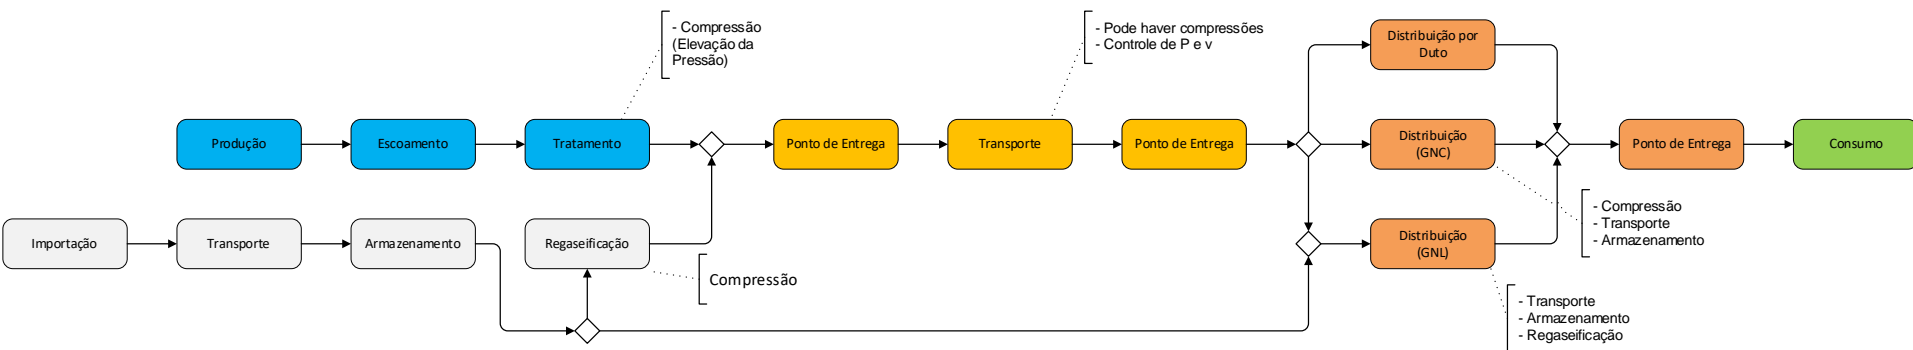 - Compressão
(Elevação da
Pressão)
- Pode haver compressões
- Controle de P e v
Distribuição por
Duto
Produção
Escoamento
Tratamento
Ponto de Entrega
Transporte
Ponto de Entrega
Distribuição
(GNC)
Ponto de Entrega
Consumo
- Compressão
- Transporte
- Armazenamento
Importação
Transporte
Armazenamento
Regaseificação
Compressão
Distribuição
(GNL)
- Transporte
- Armazenamento
- Regaseificação